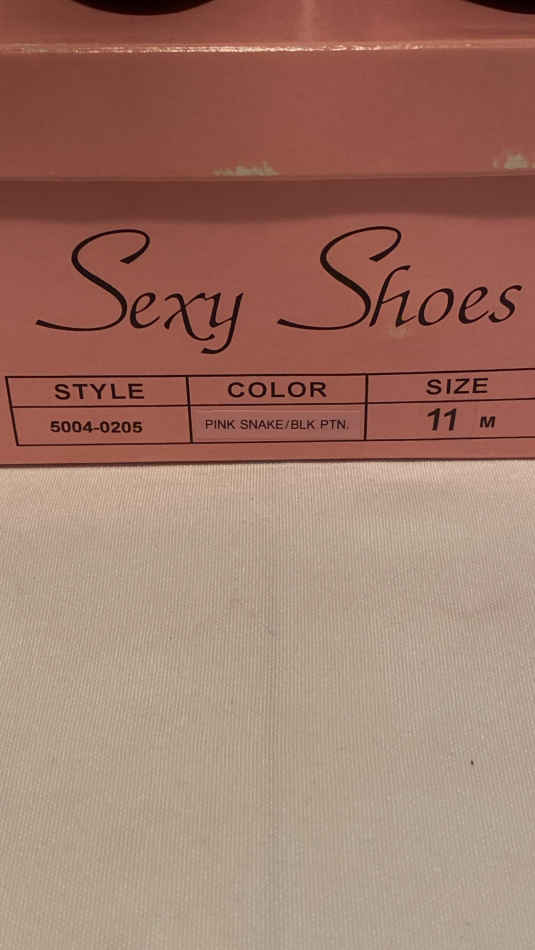 Sexy Shoes
STYLE COLOR SIZE
5004-0205 PINK SNAKE/BLK PTN. 11 M